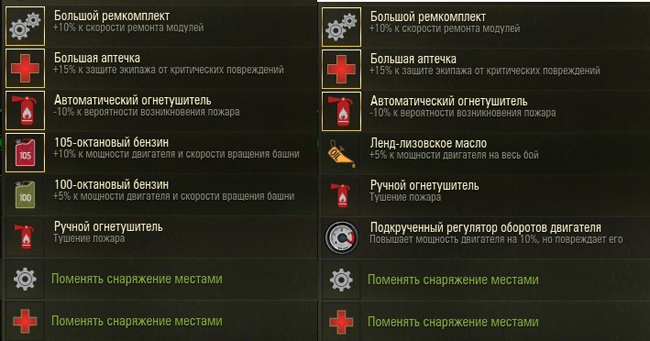 Большой ремкомплект
+10% к скорости ремонта модулей
Большая аптечка
+15% к защите экипажа от критических повреждений
Автоматический огнетушитель
-10% к вероятности возникновения пожара
105
105-октановый бензин
+10% к мощности двигателя и скорости вращения башни
100
100-октановый бензин
+5% к мощности двигателя и скорости вращения башни
Ручной огнетушитель
Тушение пожара
Поменять снаряжение местами
Поменять снаряжение местами
Большой ремкомплект
+10% к скорости ремонта модулей
Большая аптечка
+15% к защите экипажа от критических повреждений
Автоматический огнетушитель
-10% к вероятности возникновения пожара
OIL
Ленд-лизовское масло
+5% к мощности двигателя на весь бой
Ручной огнетушитель
Тушение пожара
Подкрученный регулятор оборотов двигателя
Повышает мощность двигателя на 10%, но повреждает его
Поменять снаряжение местами
Поменять снаряжение местами